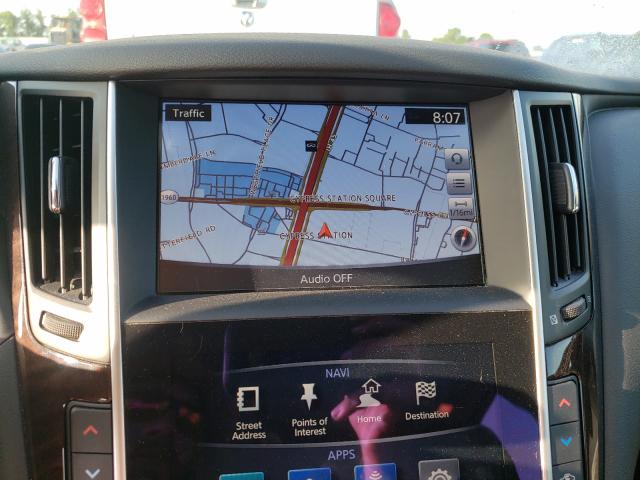 Traffic
8:07
1960
CYPRESS STATION SQUARE
1/16mi
CYPRESS STATION
Audio OFF
NAVI
Street Address
Points of Interest
Home
Destination
APPS